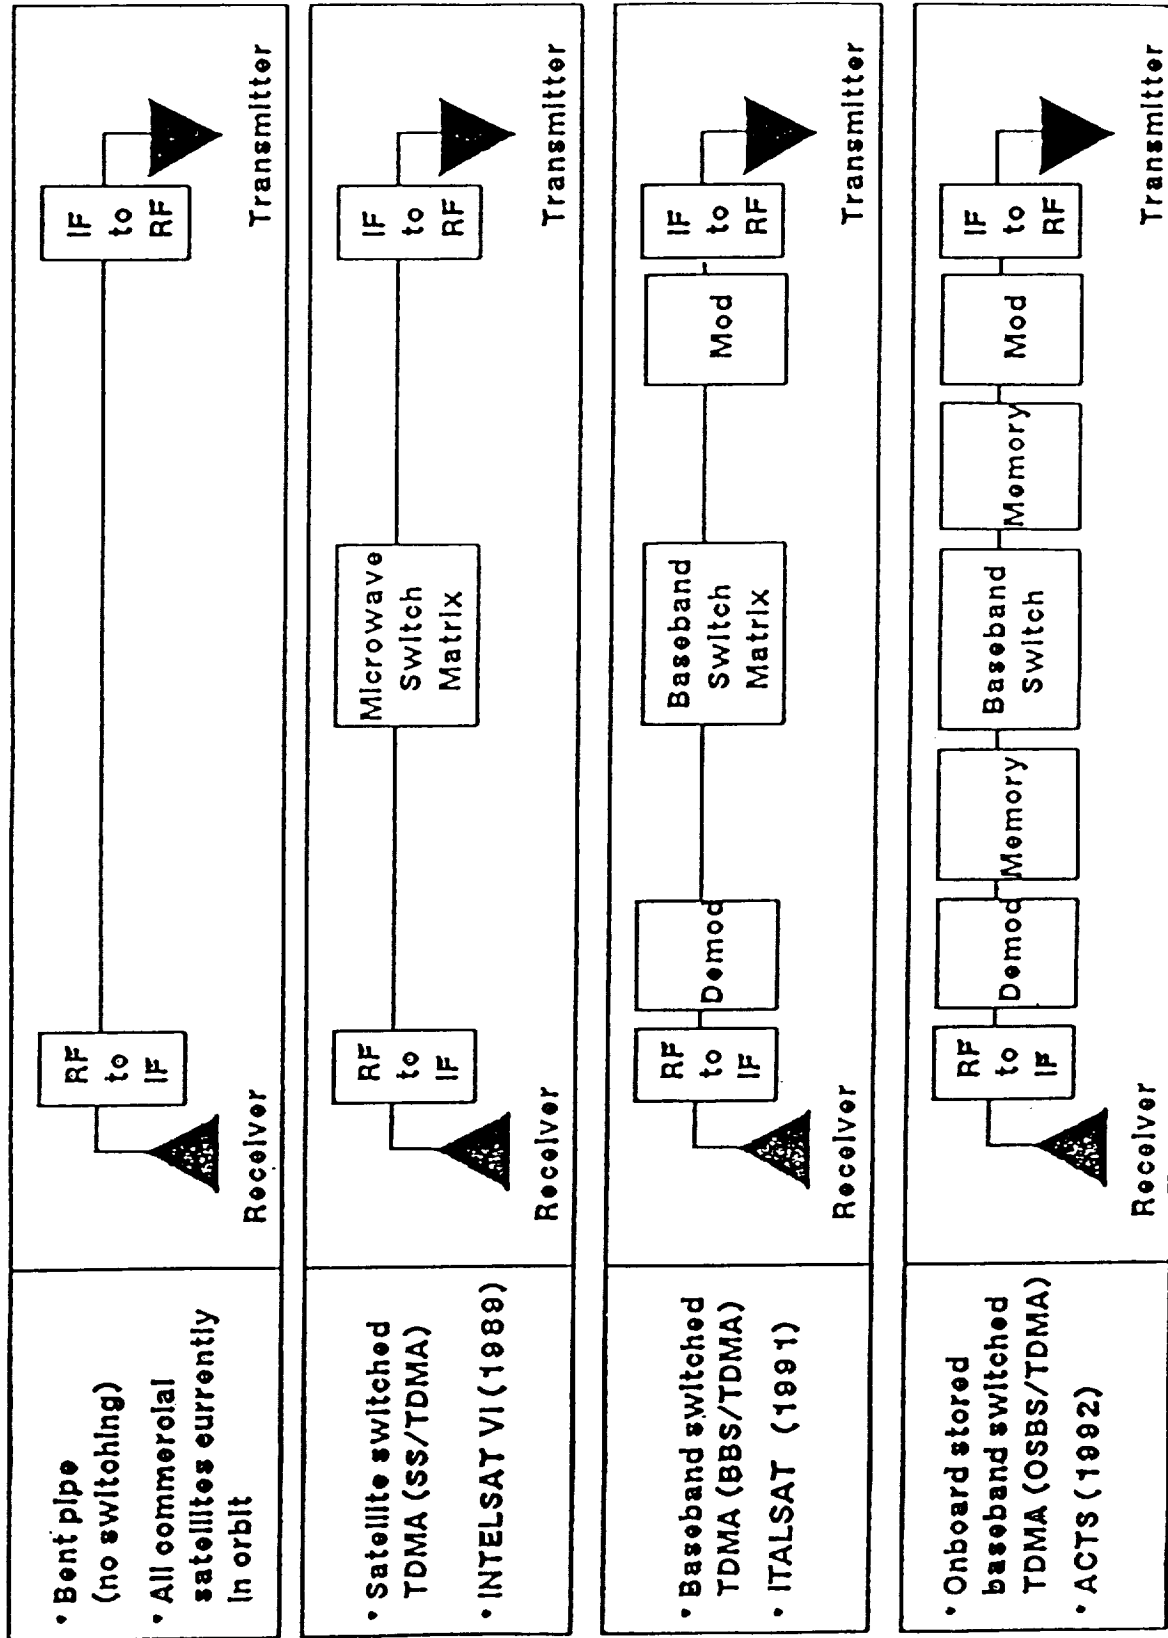 • Bent pipe
(no switching)
• All commercial
satellites currently
in orbit
RF
to
IF
IF
to
RF
Receiver
Transmitter
• Satellite switched
TDMA (SS/TDMA)
• INTELSAT VI (1989)
RF
to
IF
Microwave
Switch
Matrix
IF
to
RF
Receiver
Transmitter
• Baseband switched
TDMA (BBS/TDMA)
• ITALSAT (1991)
RF
to
IF
Demod
Baseband
Switch
Matrix
Mod
IF
to
RF
Receiver
Transmitter
• Onboard stored
baseband switched
TDMA (OSBS/TDMA)
• ACTS (1992)
RF
to
IF
Demod
Memory
Baseband
Switch
Memory
Mod
IF
to
RF
Receiver
Transmitter